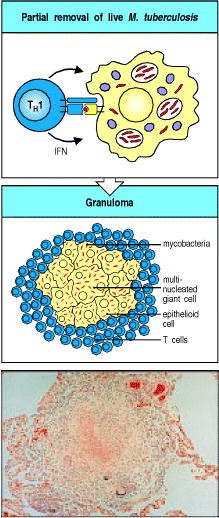 Partial removal of live M. tuberculosis
TH1
IFN
Granuloma
mycobacteria
multi-
nucleated
giant cell
epithelioid
cell
T cells